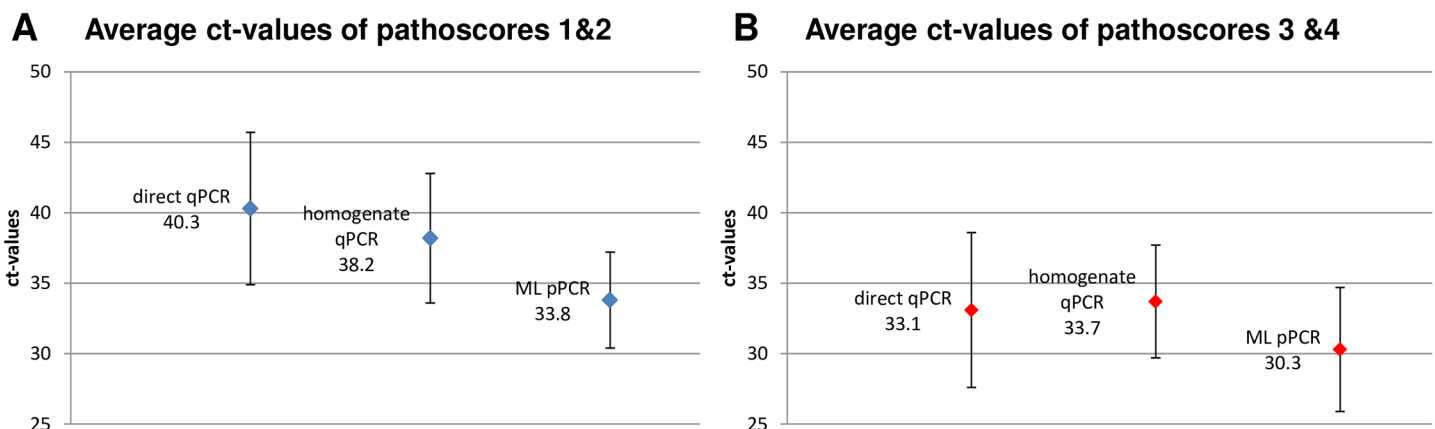 A Average ct-values of pathoscores 1&2
50
45
40
35
30
25
ct-values
direct qPCR
40.3
homogenate
qPCR
38.2
ML pPCR
33.8
B Average ct-values of pathoscores 3 &4
50
45
40
35
30
25
ct-values
direct qPCR
33.1
homogenate
qPCR
33.7
ML pPCR
30.3